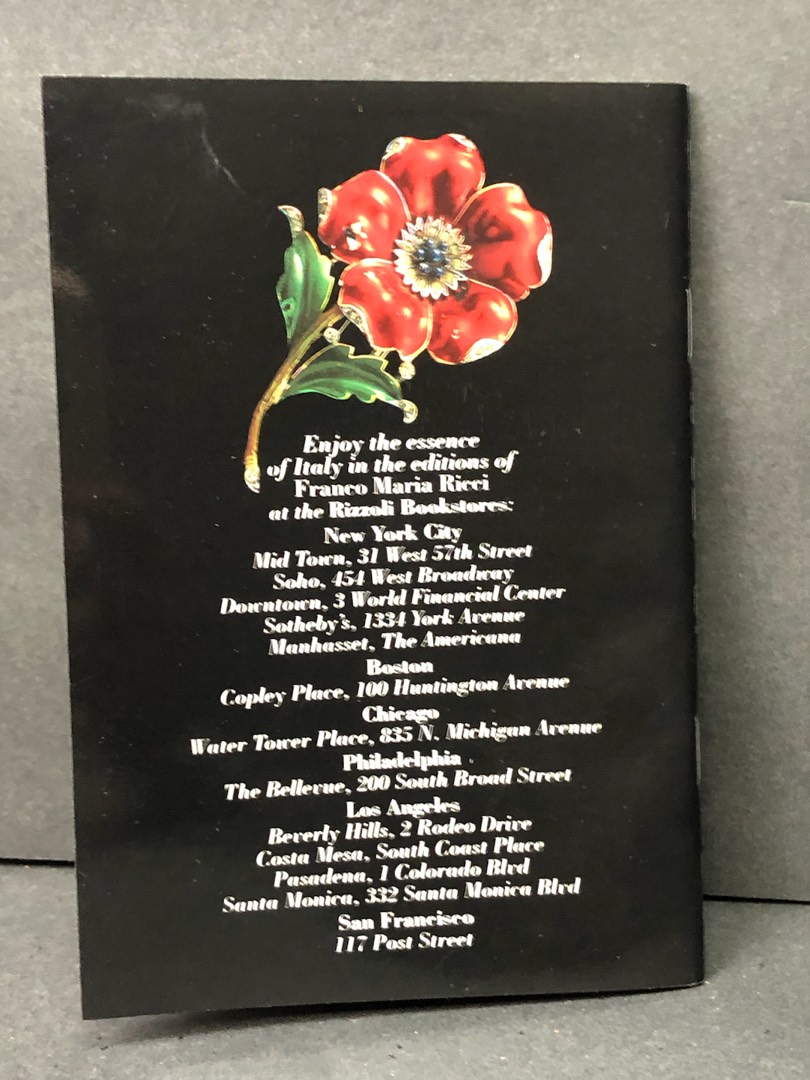 Enjoy the essence
of Italy in the editions of
Franco Maria Ricci
at the Rizzoli Bookstores:
New York City
Mid Town, 31 West 57th Street
Soho, 454 West Broadway
Downtown, 3 World Financial Center
Sotheby's, 1334 York Avenue
Manhasset, The Americana
Boston
Copley Place, 100 Huntington Avenue
Chicago
Water Tower Place, 835 N. Michigan Avenue
Philadelphia
The Bellevue, 200 South Broad Street
Los Angeles
Beverly Hills, 2 Rodeo Drive
Costa Mesa, South Coast Place
Pasadena, 1 Colorado Blvd
Santa Monica, 332 Santa Monica Blvd
San Francisco
117 Post Street